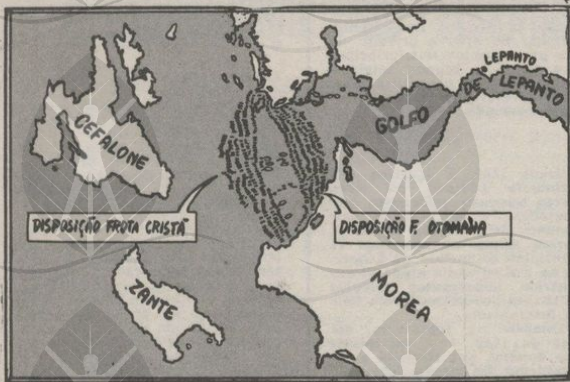 LEPANTO
GOLFO DE LEPANTO
CEFALONE
DISPOSIÇÃO FROTA CRISTÃ
DISPOSIÇÃO F. OTOMANA
ZANTE
MOREA